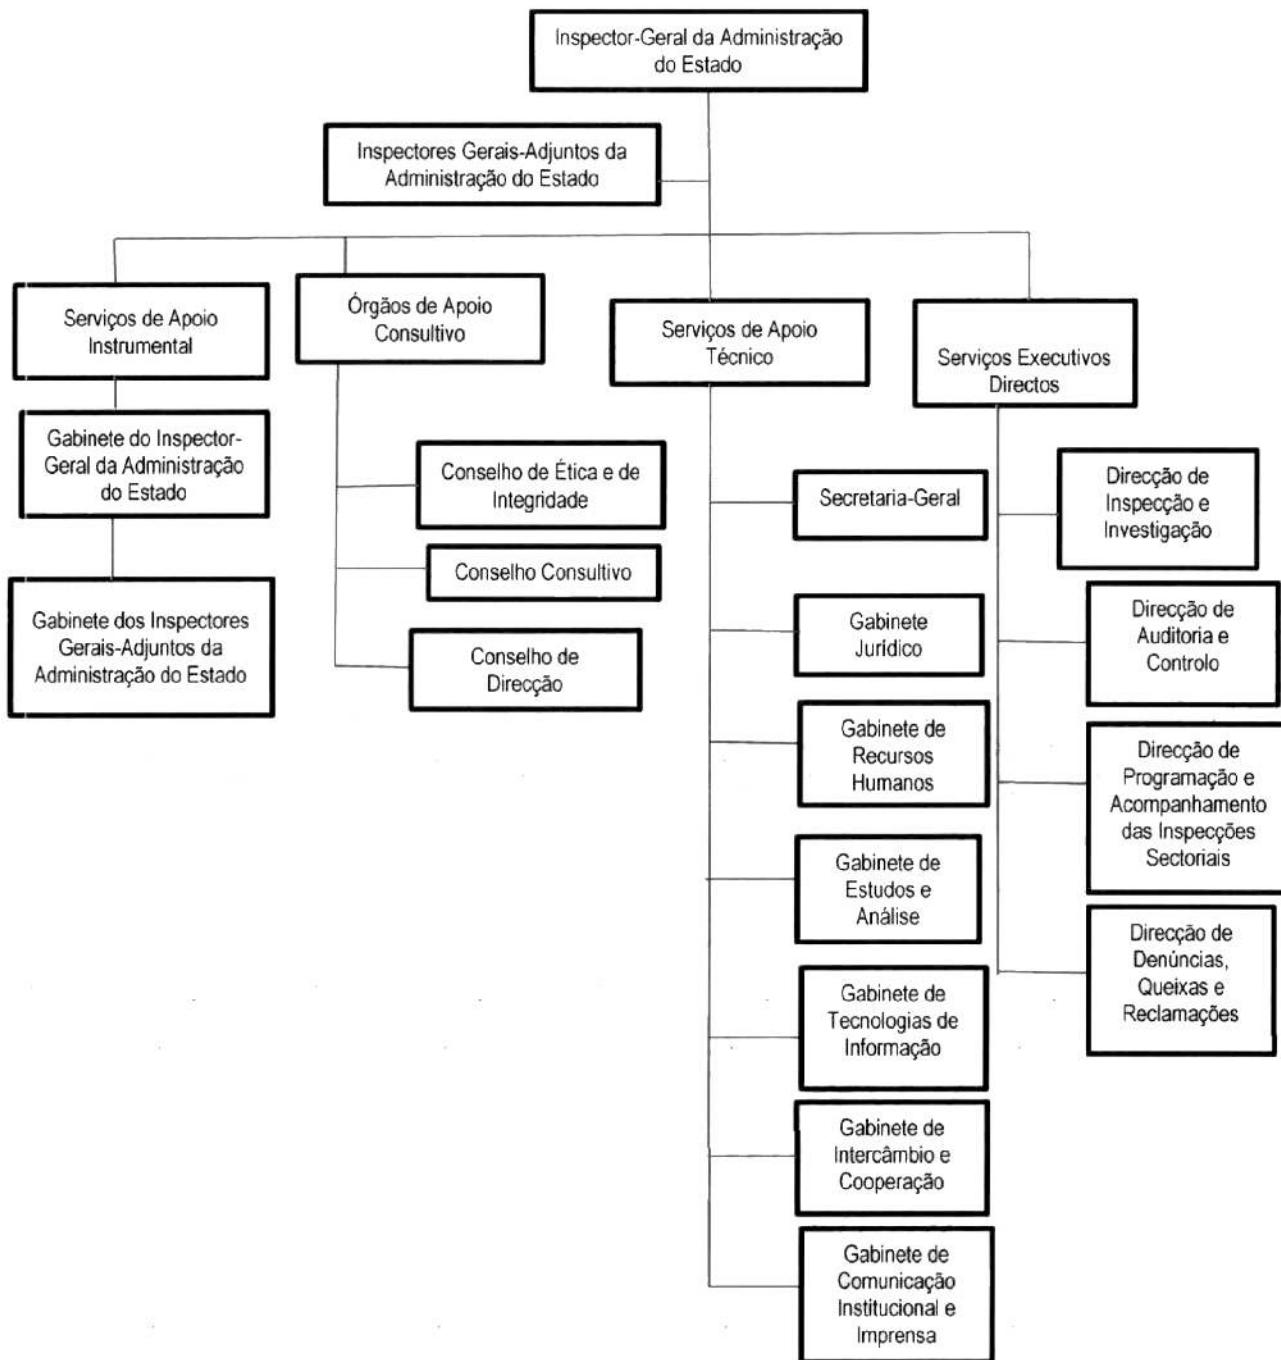 Inspector-Geral da Administração
do Estado
Inspectores Gerais-Adjuntos da
Administração do Estado
Serviços de Apoio
Instrumental
Gabinete do Inspector-
Geral da Administração
do Estado
Gabinete dos Inspectores
Gerais-Adjuntos da
Administração do Estado
Órgãos de Apoio
Consultivo
Conselho de Ética e de
Integridade
Conselho Consultivo
Conselho de
Direcção
Serviços de Apoio
Técnico
Secretaria-Geral
Gabinete
Jurídico
Gabinete de
Recursos
Humanos
Gabinete de
Estudos e
Análise
Gabinete de
Tecnologias de
Informação
Gabinete de
Intercâmbio e
Cooperação
Gabinete de
Comunicação
Institucional e
Imprensa
Serviços Executivos
Directos
Direcção de
Inspecção e
Investigação
Direcção de
Auditoria e
Controlo
Direcção de
Programação e
Acompanhamento
das Inspecções
Sectoriais
Direcção de
Denúncias,
Queixas e
Reclamações